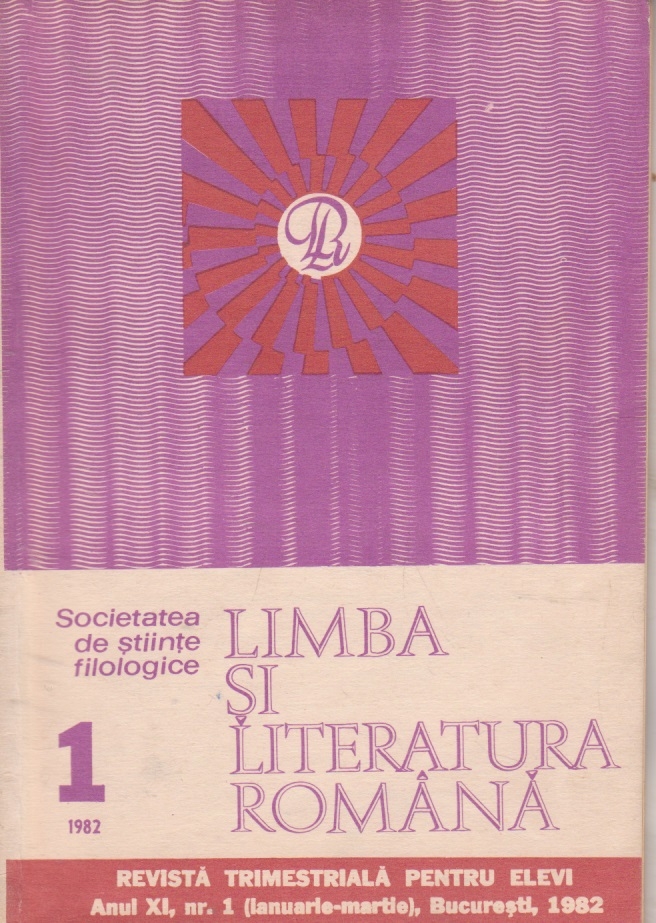 LLR
Societatea
de științe
filologice
1
1982
LIMBA
ȘI
LITERATURA
ROMÂNĂ
REVISTĂ TRIMESTRIALĂ PENTRU ELEVI
Anul XI, nr. 1 (ianuarie-martie), București, 1982